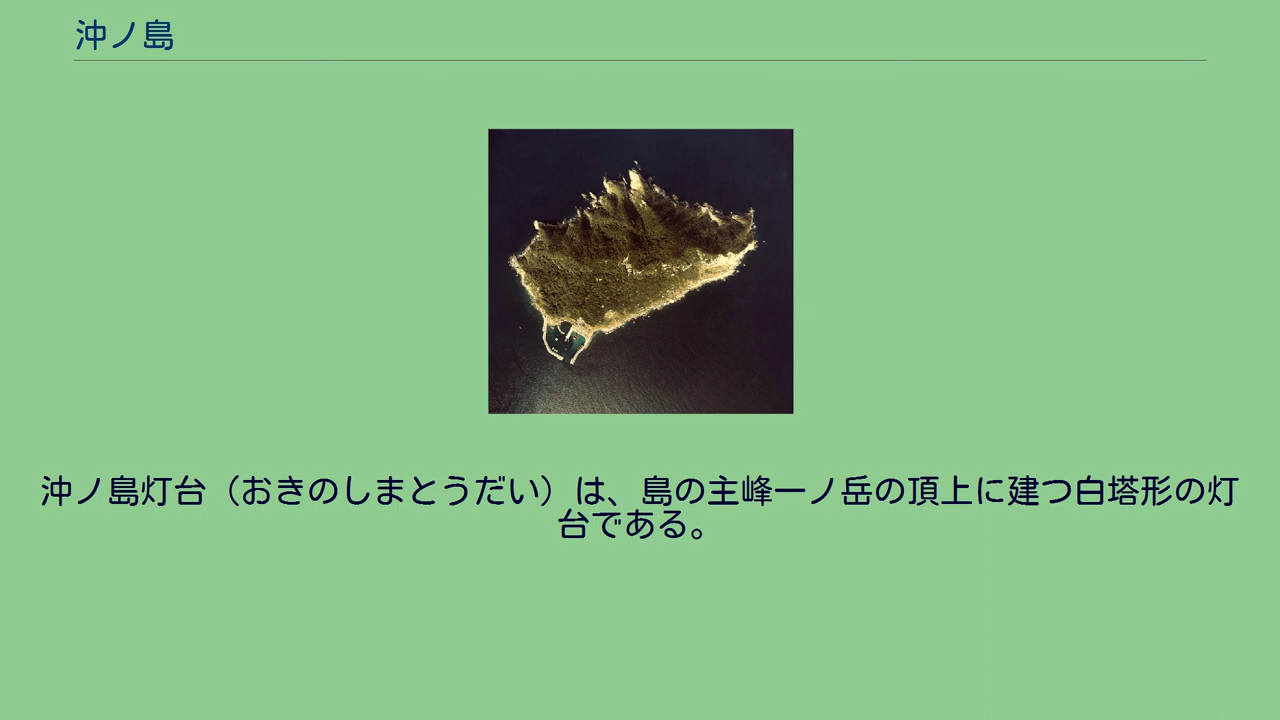 沖ノ島
沖ノ島灯台（おきのしまとうだい）は、島の主峰一ノ岳の頂上に建つ白塔形の灯
台である。